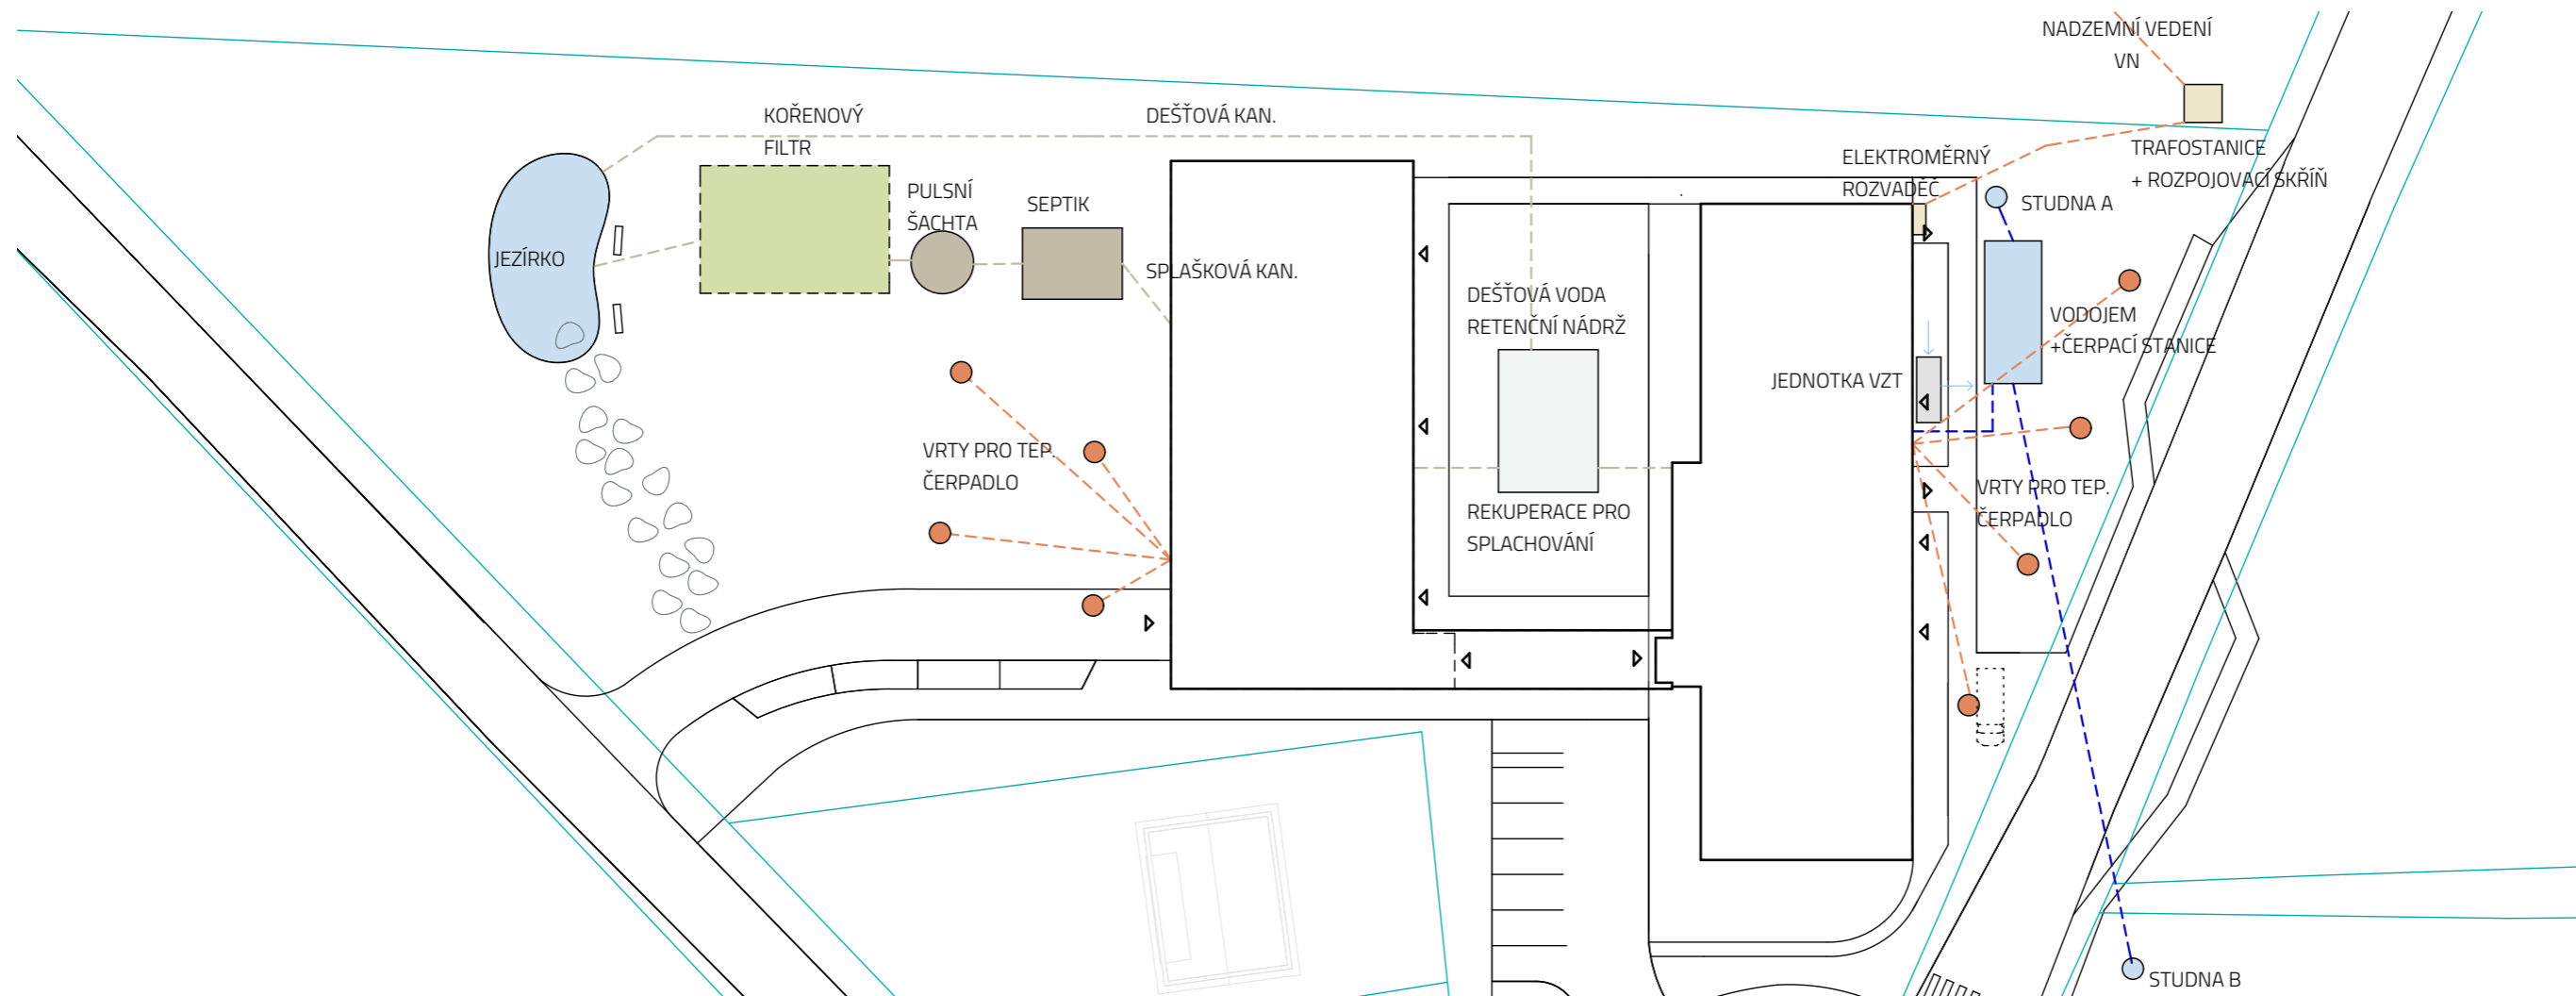 NADZEMNÍ VEDENÍ
VN
KOŘENOVÝ
FILTR
DEŠŤOVÁ KAN.
ELEKTROMĚRNÝ
ROZVADĚČ
TRAFOSTANICE
+ ROZPOJOVACÍ SKŘÍŇ
PULSNÍ
ŠACHTA
SEPTIK
STUDNA A
JEZÍRKO
SPLAŠKOVÁ KAN.
DEŠŤOVÁ VODA
RETENČNÍ NÁDRŽ
VODOJEM
+ČERPACÍ STANICE
JEDNOTKA VZT
VRTY PRO TEP.
ČERPADLO
REKUPERACE PRO
SPLACHOVÁNÍ
VRTY PRO TEP.
ČERPADLO
STUDNA B